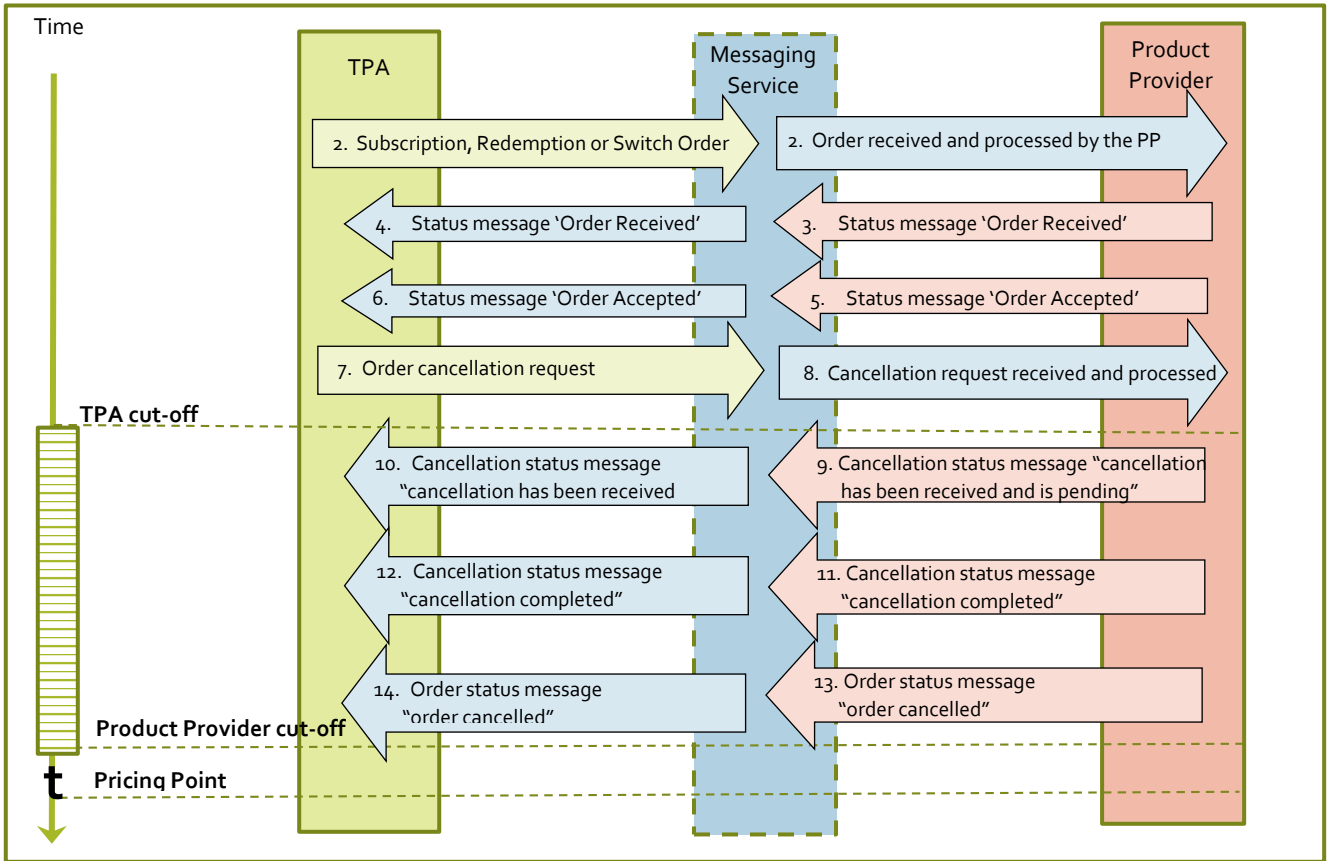 Time
TPA
Messaging
Service
Product
Provider
2. Subscription, Redemption or Switch Order
2. Order received and processed by the PP
4. Status message ‘Order Received’
3. Status message ‘Order Received’
6. Status message ‘Order Accepted’
5. Status message ‘Order Accepted’
7. Order cancellation request
8. Cancellation request received and processed
TPA cut-off
10. Cancellation status message
“cancellation has been received
9. Cancellation status message “cancellation
has been received and is pending”
12. Cancellation status message
“cancellation completed”
11. Cancellation status message
“cancellation completed”
14. Order status message
“order cancelled”
13. Order status message
“order cancelled”
Product Provider cut-off
t
Pricing Point